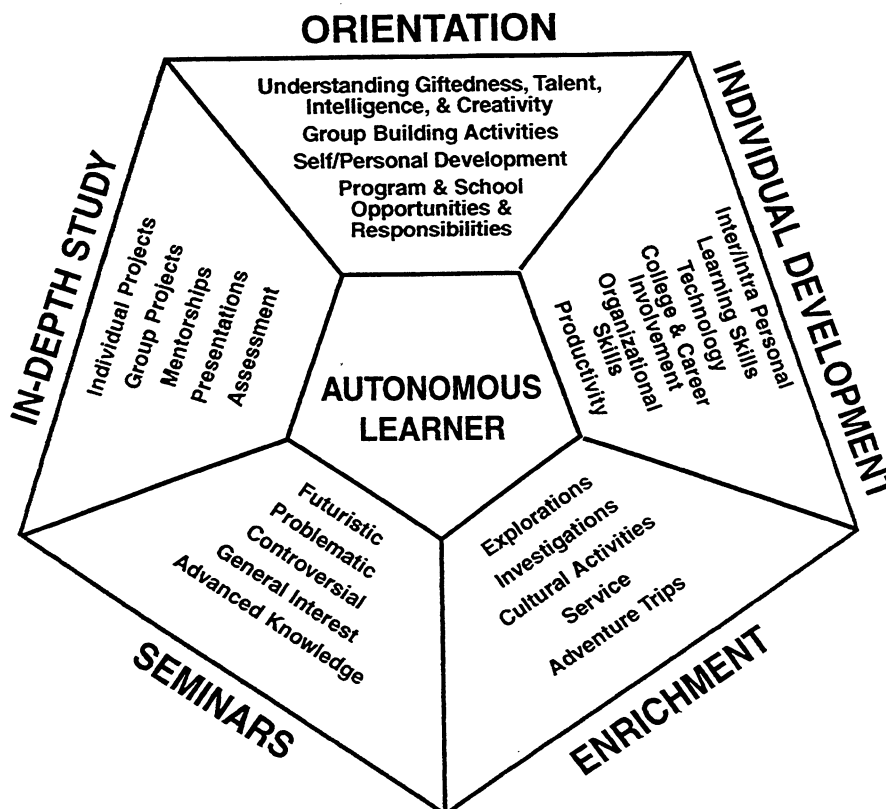 ORIENTATION
Understanding Giftedness, Talent,
Intelligence, & Creativity
Group Building Activities
Self/Personal Development
Program & School
Opportunities &
Responsibilities
INDIVIDUAL DEVELOPMENT
Inter/Intra Personal
Learning Skills
Technology
College & Career
Involvement
Organizational
Skills
Productivity
ENRICHMENT
Explorations
Investigations
Cultural Activities
Service
Adventure Trips
SEMINARS
Futuristic
Problematic
Controversial
General Interest
Advanced Knowledge
IN-DEPTH STUDY
Individual Projects
Group Projects
Mentorships
Presentations
Assessment
AUTONOMOUS
LEARNER